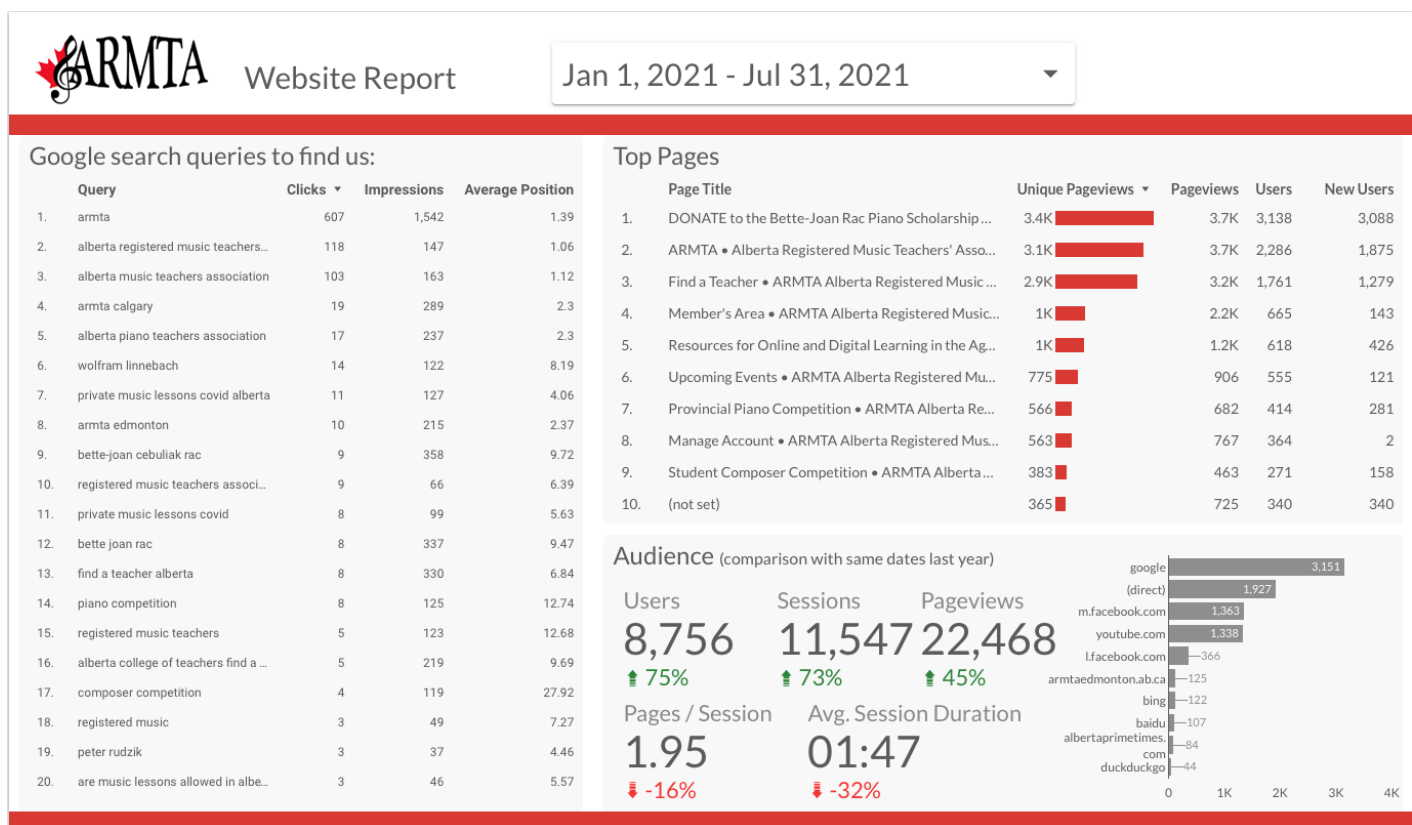 ARMTA
Website Report
Jan 1, 2021 - Jul 31, 2021
Google search queries to find us:
Query Clicks Impressions Average Position
1. armta 607 1,542 1.39
2. alberta registered music teachers... 118 147 1.06
3. alberta music teachers association 103 163 1.12
4. armta calgary 19 289 2.3
5. alberta piano teachers association 17 237 2.3
6. wolfram linnebach 14 122 8.19
7. private music lessons covid alberta 11 127 4.06
8. armta edmonton 10 215 2.37
9. bette-joan cebuliak rac 9 358 9.72
10. registered music teachers associ... 9 66 6.39
11. private music lessons covid 8 99 5.63
12. bette joan rac 8 337 9.47
13. find a teacher alberta 8 330 6.84
14. piano competition 8 125 12.74
15. registered music teachers 5 123 12.68
16. alberta college of teachers find a ... 5 219 9.69
17. composer competition 4 119 27.92
18. registered music 3 49 7.27
19. peter rudzik 3 37 4.46
20. are music lessons allowed in albe... 3 46 5.57
Top Pages
Page Title Unique Pageviews Pageviews Users New Users
1. DONATE to the Bette-Joan Rac Piano Scholarship ... 3.4K 3.7K 3,138 3,088
2. ARMTA • Alberta Registered Music Teachers' Asso... 3.1K 3.7K 2,286 1,875
3. Find a Teacher • ARMTA Alberta Registered Music ... 2.9K 3.2K 1,761 1,279
4. Member's Area • ARMTA Alberta Registered Music... 1K 2.2K 665 143
5. Resources for Online and Digital Learning in the Ag... 1K 1.2K 618 426
6. Upcoming Events • ARMTA Alberta Registered Mu... 775 906 555 121
7. Provincial Piano Competition • ARMTA Alberta Re... 566 682 414 281
8. Manage Account • ARMTA Alberta Registered Mus... 563 767 364 2
9. Student Composer Competition • ARMTA Alberta ... 383 463 271 158
10. (not set) 365 725 340 340
Audience (comparison with same dates last year)
Users Sessions Pageviews
8,756 11,547 22,468
75% 73% 45%
Pages / Session Avg. Session Duration
1.95 01:47
-16% -32%
google 3,151
(direct) 1,927
m.facebook.com 1,363
youtube.com 1,338
l.facebook.com 366
armtaedmonton.ab.ca 125
bing 122
baidu 107
albertaprimetimes.
com 84
duckduckgo 44
0 1K 2K 3K 4K